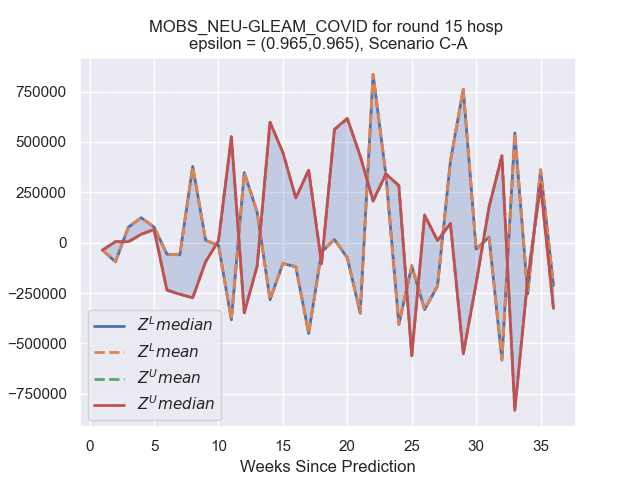 MOBS_NEU-GLEAM_COVID for round 15 hosp
epsilon = (0.965,0.965), Scenario C-A
750000
500000
250000
0
−250000
−500000
−750000
Z^L median
Z^L mean
Z^U mean
Z^U median
0 5 10 15 20 25 30 35
Weeks Since Prediction